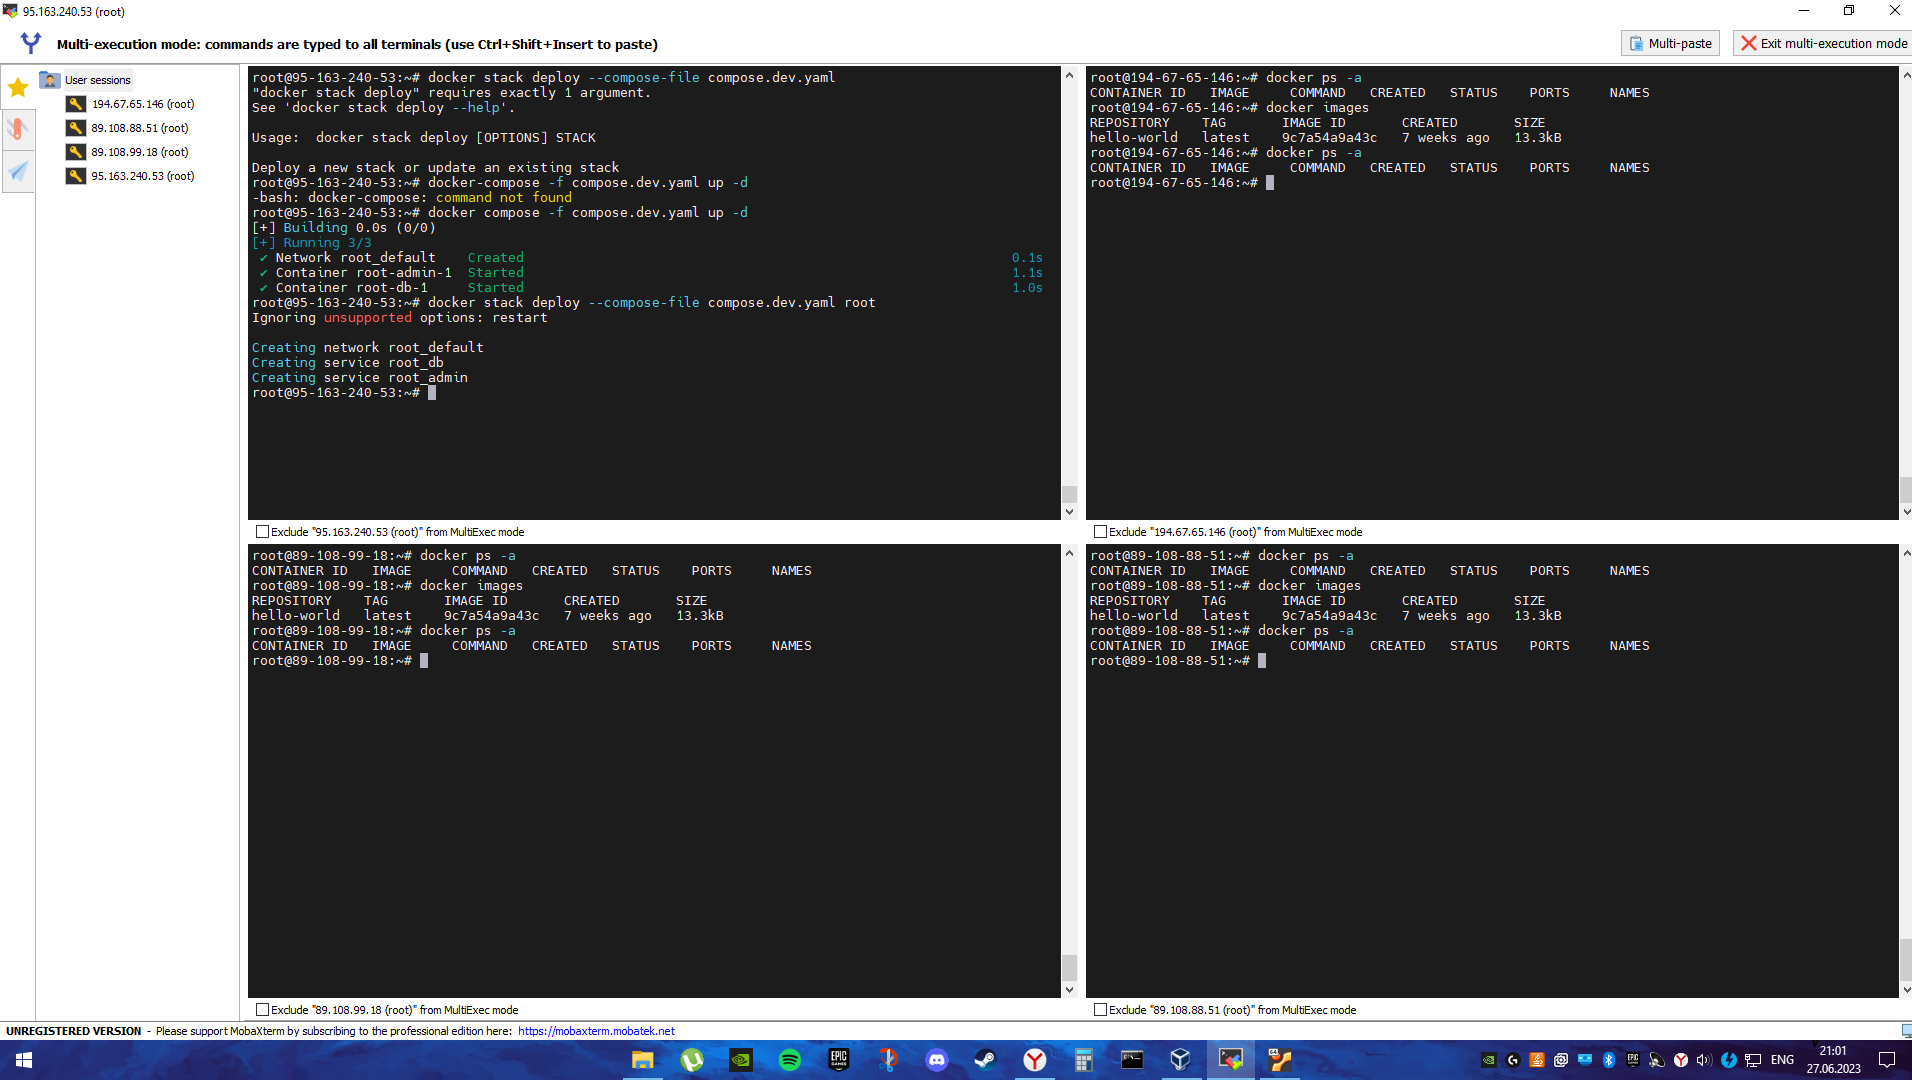 95.163.240.53 (root)
Multi-execution mode: commands are typed to all terminals (use Ctrl+Shift+Insert to paste)
Multi-paste
Exit multi-execution mode
User sessions
194.67.65.146 (root)
89.108.88.51 (root)
89.108.99.18 (root)
95.163.240.53 (root)
root@95-163-240-53:~# docker stack deploy --compose-file compose.dev.yaml
"docker stack deploy" requires exactly 1 argument.
See 'docker stack deploy --help'.
Usage:  docker stack deploy [OPTIONS] STACK
Deploy a new stack or update an existing stack
root@95-163-240-53:~# docker-compose -f compose.dev.yaml up -d
-bash: docker-compose: command not found
root@95-163-240-53:~# docker compose -f compose.dev.yaml up -d
[+] Building 0.0s (0/0)
[+] Running 3/3
✔ Network root_default    Created    0.1s
✔ Container root-admin-1  Started    1.1s
✔ Container root-db-1     Started    1.0s
root@95-163-240-53:~# docker stack deploy --compose-file compose.dev.yaml root
Ignoring unsupported options: restart
Creating network root_default
Creating service root_db
Creating service root_admin
root@95-163-240-53:~#
Exclude "95.163.240.53 (root)" from MultiExec mode
root@194-67-65-146:~# docker ps -a
CONTAINER ID   IMAGE     COMMAND   CREATED   STATUS    PORTS     NAMES
root@194-67-65-146:~# docker images
REPOSITORY    TAG       IMAGE ID       CREATED       SIZE
hello-world   latest    9c7a54a9a43c   7 weeks ago   13.3kB
root@194-67-65-146:~# docker ps -a
CONTAINER ID   IMAGE     COMMAND   CREATED   STATUS    PORTS     NAMES
root@194-67-65-146:~#
Exclude "194.67.65.146 (root)" from MultiExec mode
root@89-108-99-18:~# docker ps -a
CONTAINER ID   IMAGE     COMMAND   CREATED   STATUS    PORTS     NAMES
root@89-108-99-18:~# docker images
REPOSITORY    TAG       IMAGE ID       CREATED       SIZE
hello-world   latest    9c7a54a9a43c   7 weeks ago   13.3kB
root@89-108-99-18:~# docker ps -a
CONTAINER ID   IMAGE     COMMAND   CREATED   STATUS    PORTS     NAMES
root@89-108-99-18:~#
Exclude "89.108.99.18 (root)" from MultiExec mode
root@89-108-88-51:~# docker ps -a
CONTAINER ID   IMAGE     COMMAND   CREATED   STATUS    PORTS     NAMES
root@89-108-88-51:~# docker images
REPOSITORY    TAG       IMAGE ID       CREATED       SIZE
hello-world   latest    9c7a54a9a43c   7 weeks ago   13.3kB
root@89-108-88-51:~# docker ps -a
CONTAINER ID   IMAGE     COMMAND   CREATED   STATUS    PORTS     NAMES
root@89-108-88-51:~#
Exclude "89.108.88.51 (root)" from MultiExec mode
UNREGISTERED VERSION - Please support MobaXterm by subscribing to the professional edition here: https://mobaxterm.mobatek.net
EPIC GAMES
ENG
21:01
27.06.2023